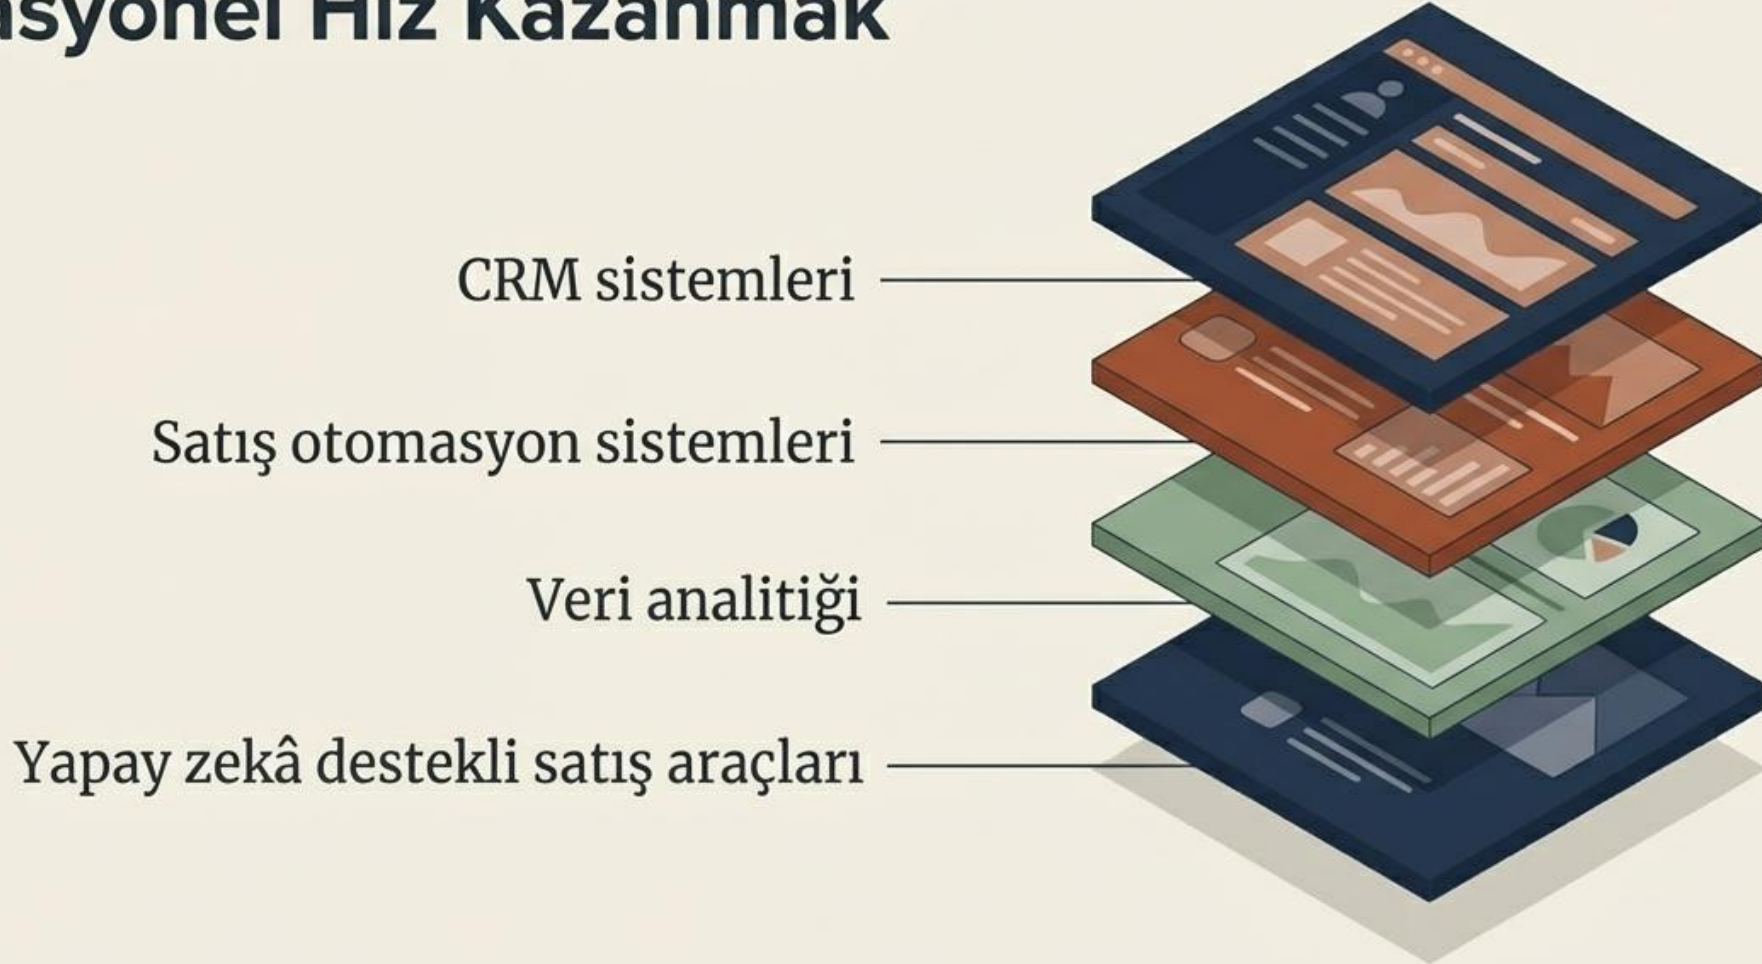 asyonel Hız Kazanmak
CRM sistemleri
Satış otomasyon sistemleri
Veri analitiği
Yapay zekâ destekli satış araçları